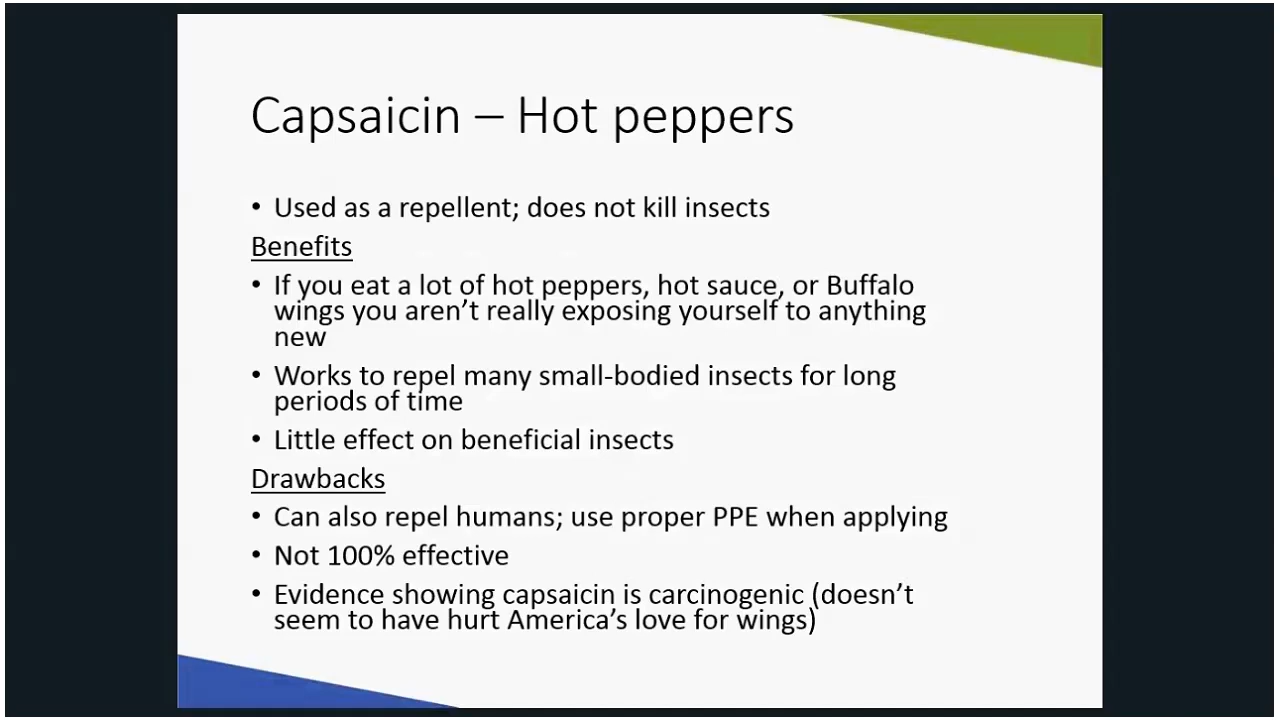 Capsaicin – Hot peppers
• Used as a repellent; does not kill insects
Benefits
• If you eat a lot of hot peppers, hot sauce, or Buffalo
wings you aren’t really exposing yourself to anything
new
• Works to repel many small-bodied insects for long
periods of time
• Little effect on beneficial insects
Drawbacks
• Can also repel humans; use proper PPE when applying
• Not 100% effective
• Evidence showing capsaicin is carcinogenic (doesn’t
seem to have hurt America’s love for wings)